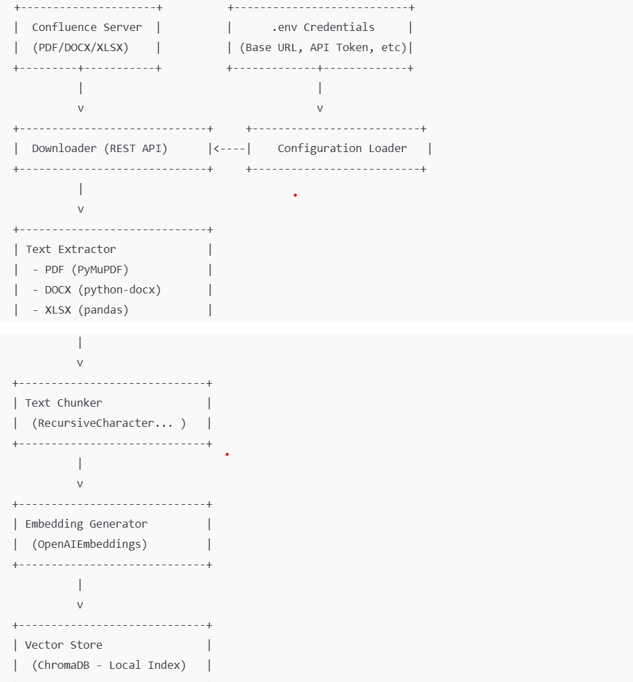 +---------------------+          +--------------------------+
|  Confluence Server  |          |      .env Credentials     |
|  (PDF/DOCX/XLSX)    |          | (Base URL, API Token, etc)|
+---------+-----------+          +-------------+-------------+
          |                                    |
          v                                    v
+-----------------------------+     +--------------------------+
|  Downloader (REST API)      |<----|    Configuration Loader   |
+-----------------------------+     +--------------------------+
          |
          v
+-----------------------------+
| Text Extractor              |
|  - PDF (PyMuPDF)            |
|  - DOCX (python-docx)       |
|  - XLSX (pandas)            |
          |
          v
+-----------------------------+
| Text Chunker                |
|  (RecursiveCharacter... )   |
+-----------------------------+
          |
          v
+-----------------------------+
| Embedding Generator         |
|  (OpenAIEmbeddings)         |
+-----------------------------+
          |
          v
+-----------------------------+
| Vector Store                |
|  (ChromaDB - Local Index)   |